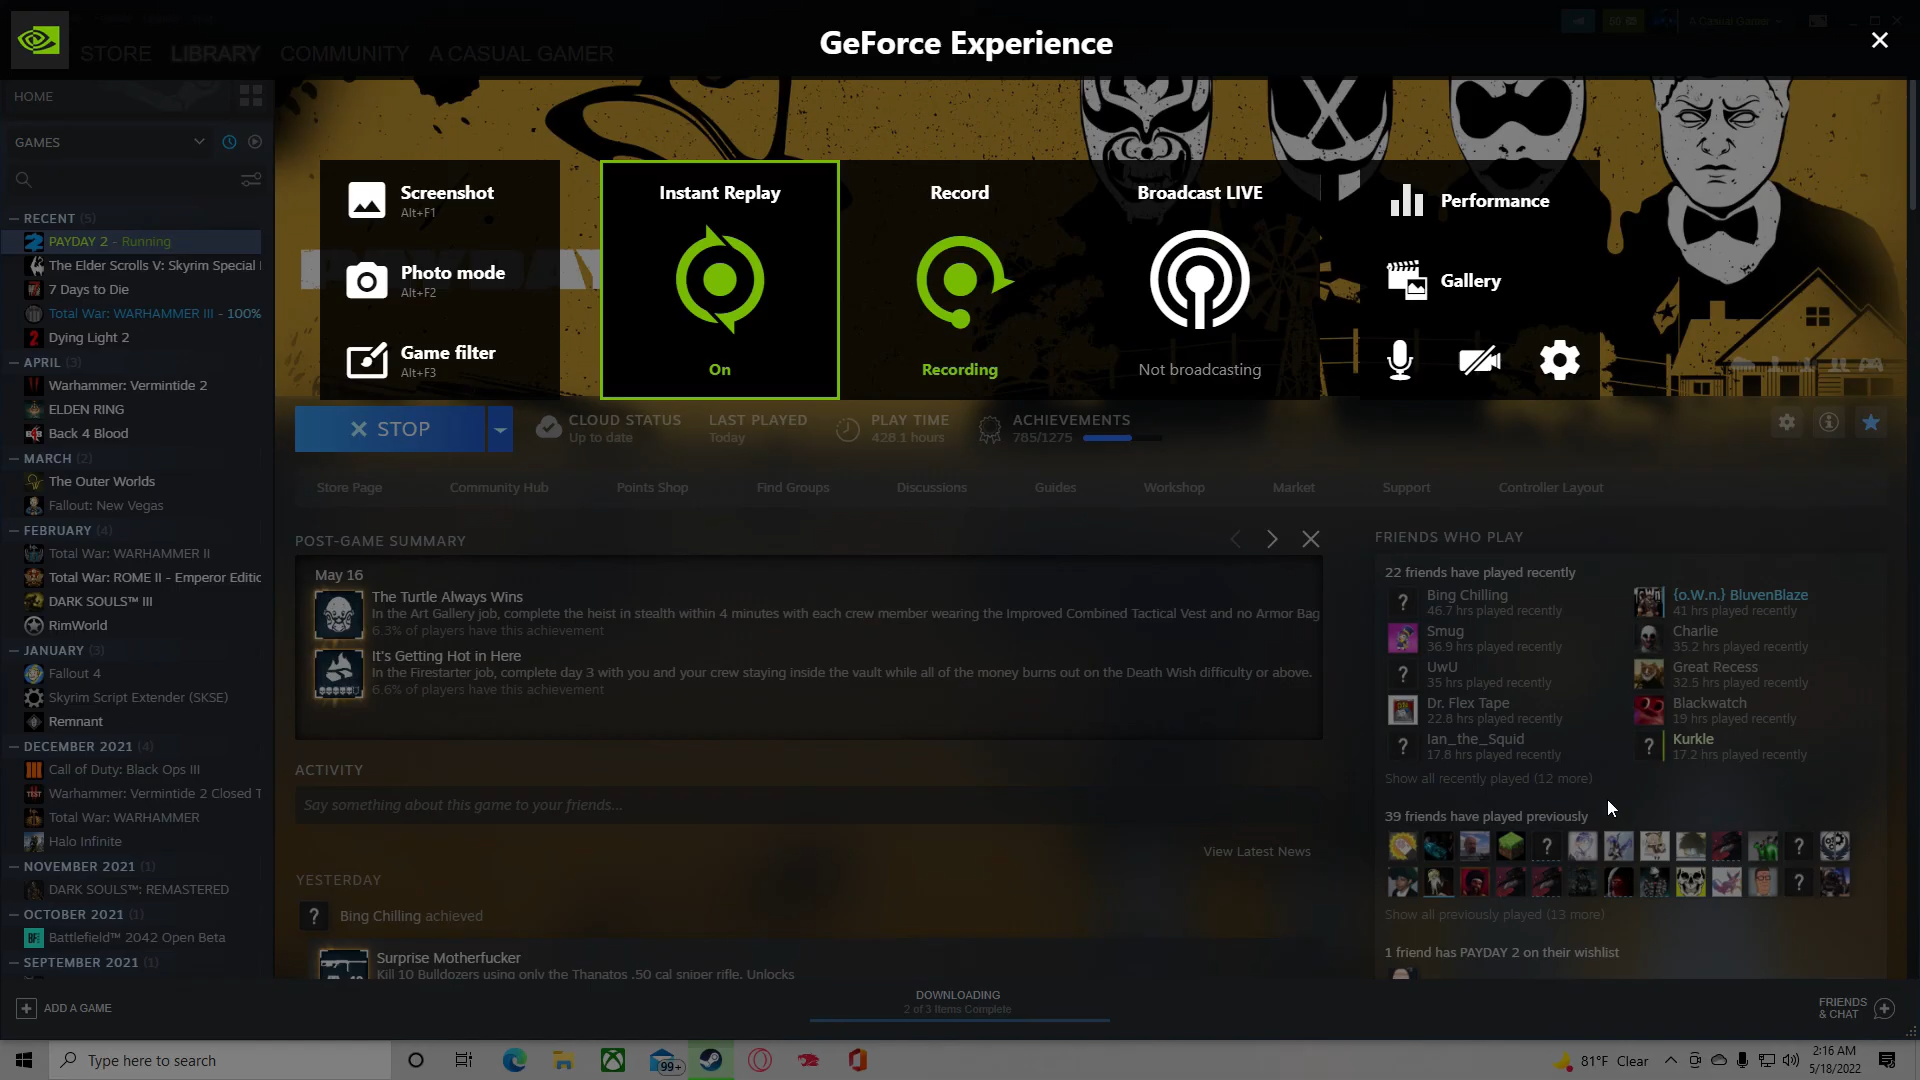 GeForce Experience
STORE LIBRARY COMMUNITY A CASUAL GAMER
A Casual Gamer
HOME
GAMES
RECENT (5)
PAYDAY 2 - Running
The Elder Scrolls V: Skyrim Special
7 Days to Die
Total War: WARHAMMER III - 100%
Dying Light 2
APRIL (3)
Warhammer: Vermintide 2
ELDEN RING
Back 4 Blood
MARCH (2)
The Outer Worlds
Fallout: New Vegas
FEBRUARY (4)
Total War: WARHAMMER II
Total War: ROME II - Emperor Editic
DARK SOULS™ III
RimWorld
JANUARY (3)
Fallout 4
Skyrim Script Extender (SKSE)
Remnant
DECEMBER 2021 (4)
Call of Duty: Black Ops III
Warhammer: Vermintide 2 Closed T
Total War: WARHAMMER
Halo Infinite
NOVEMBER 2021 (1)
DARK SOULS™: REMASTERED
OCTOBER 2021 (1)
Battlefield™ 2042 Open Beta
SEPTEMBER 2021 (1)
Screenshot
Alt+F1
Photo mode
Alt+F2
Game filter
Alt+F3
Instant Replay
On
Record
Recording
Broadcast LIVE
Not broadcasting
Performance
Gallery
STOP
CLOUD STATUS
Up to date
LAST PLAYED
Today
PLAY TIME
428.1 hours
ACHIEVEMENTS
785/1275
Store Page Community Hub Points Shop Find Groups Discussions Guides Workshop Market Support Controller Layout
POST-GAME SUMMARY
May 16
The Turtle Always Wins
In the Art Gallery job, complete the heist in stealth within 4 minutes with each crew member wearing the Improved Combined Tactical Vest and no Armor Bag
6.3% of players have this achievement
It's Getting Hot in Here
In the Firestarter job, complete day 3 with you and your crew staying inside the vault while all of the money burns out on the Death Wish difficulty or above.
6.6% of players have this achievement
ACTIVITY
Say something about this game to your friends...
View Latest News
YESTERDAY
Bing Chilling achieved
Surprise Motherfucker
Kill 10 Bulldozers using only the Thanatos .50 cal sniper rifle. Unlocks
FRIENDS WHO PLAY
22 friends have played recently
Bing Chilling
46.7 hrs played recently
{o.W.n.} BluvenBlaze
41 hrs played recently
Smug
36.9 hrs played recently
Charlie
35.2 hrs played recently
UwU
35 hrs played recently
Great Recess
32.5 hrs played recently
Dr. Flex Tape
22.8 hrs played recently
Blackwatch
19 hrs played recently
Ian_the_Squid
17.8 hrs played recently
Kurkle
17.2 hrs played recently
Show all recently played (12 more)
39 friends have played previously
Show all previously played (13 more)
1 friend has PAYDAY 2 on their wishlist
ADD A GAME
DOWNLOADING
2 of 3 Items Complete
FRIENDS
& CHAT
Type here to search
99+
81°F Clear
2:16 AM
5/18/2022